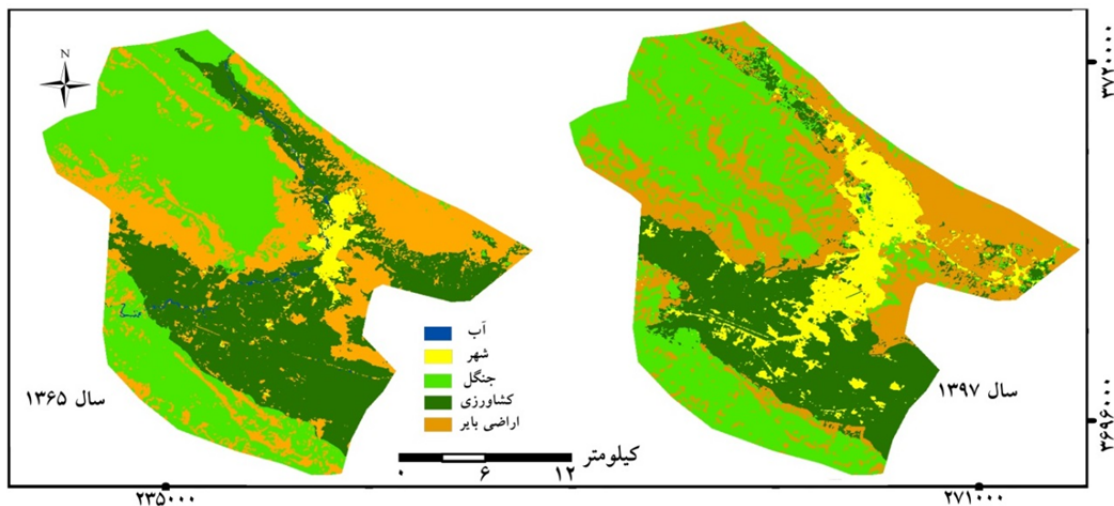 N
۳۷۲۰۰۰۰
آب
شهر
جنگل
کشاورزی
اراضی بایر
سال ۱۳۶۵
سال ۱۳۹۷
۳۶۹۶۰۰۰
کیلومتر
۰ ۶ ۱۲
۲۳۵۰۰۰
۲۷۱۰۰۰